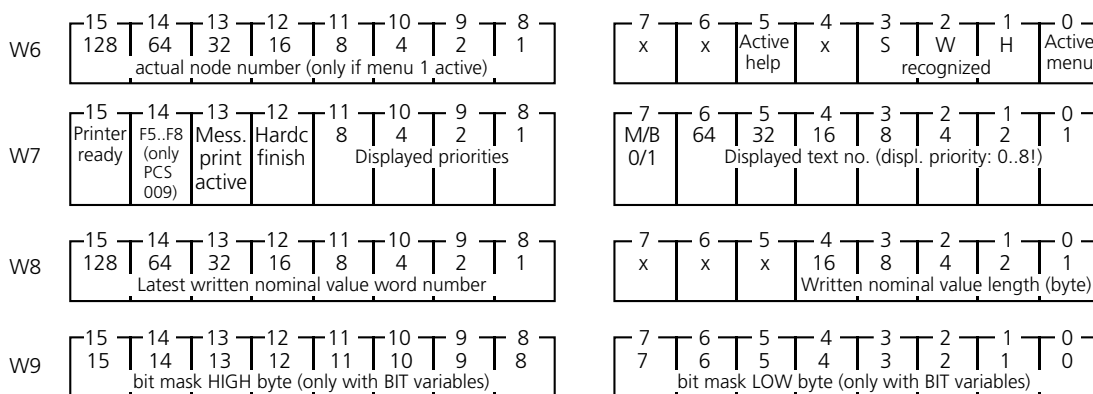 15 14 13 12 11 10 9 8 7 6 5 4 3 2 1 0
W6 128 64 32 16 8 4 2 1 x x Active x S W H Active
actual node number (only if menu 1 active) help recognized menu
15 14 13 12 11 10 9 8 7 6 5 4 3 2 1 0
Printer F5..F8 Mess. Hardc 8 4 2 1 M/B 64 32 16 8 4 2 1
W7 ready (only print finish Displayed priorities 0/1 Displayed text no. (displ. priority: 0..8!)
PCS active
009)
15 14 13 12 11 10 9 8 7 6 5 4 3 2 1 0
W8 128 64 32 16 8 4 2 1 x x x 16 8 4 2 1
Latest written nominal value word number Written nominal value length (byte)
15 14 13 12 11 10 9 8 7 6 5 4 3 2 1 0
W9 15 14 13 12 11 10 9 8 7 6 5 4 3 2 1 0
bit mask HIGH byte (only with BIT variables) bit mask LOW byte (only with BIT variables)